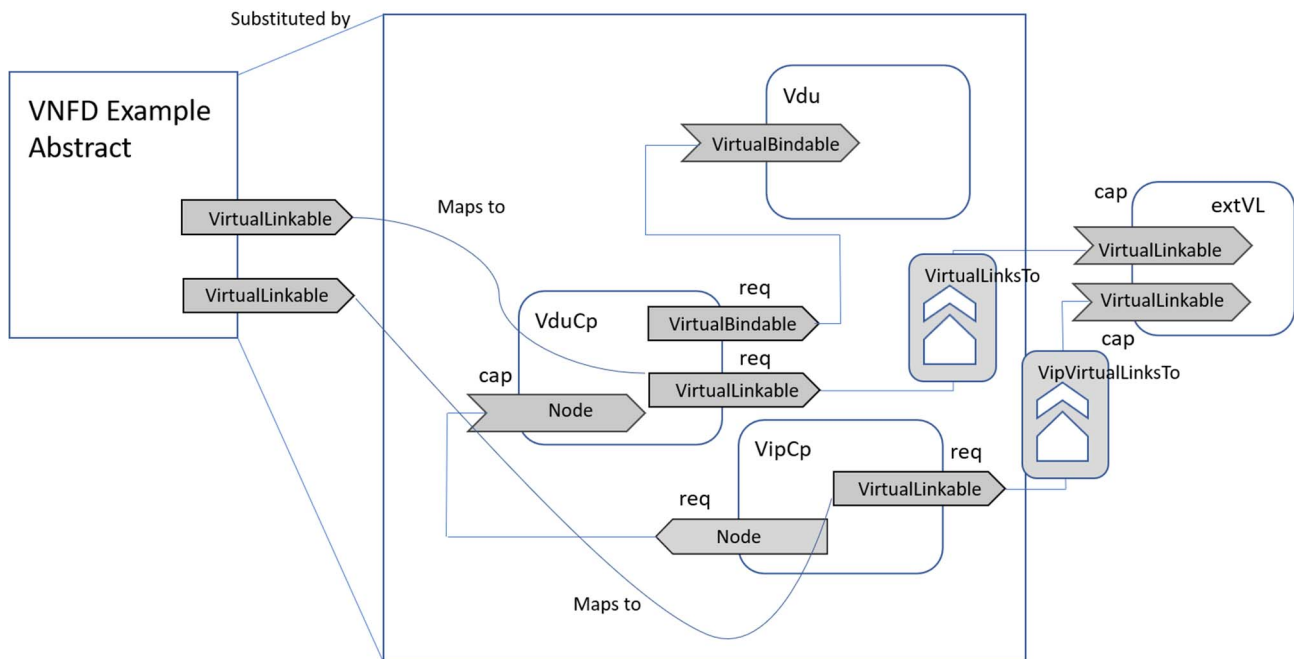 Substituted by
VNFD Example
Abstract
VirtualLinkable
VirtualLinkable
Maps to
Vdu
VirtualBindable
cap
extVL
VirtualLinkable
VirtualLinkable
cap
VirtualLinksTo
VipVirtualLinksTo
req
VduCp
VirtualBindable
req
cap
VirtualLinkable
Node
VipCp
req
VirtualLinkable
req
Node
Maps to